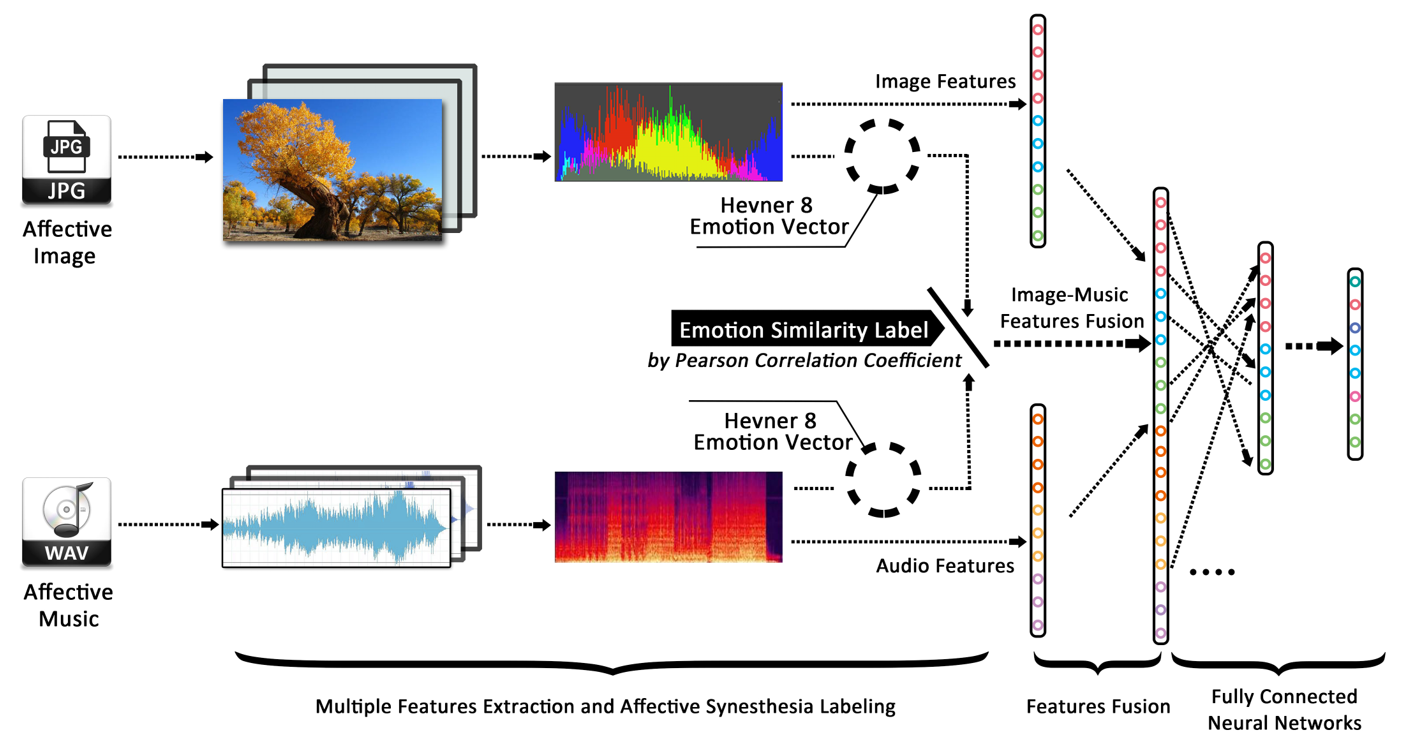 JPG
JPG
Affective
Image
Image Features
Hevner 8
Emotion Vector
Emotion Similarity Label
by Pearson Correlation Coefficient
Image-Music
Features Fusion
Hevner 8
Emotion Vector
WAV
Affective
Music
Audio Features
Multiple Features Extraction and Affective Synesthesia Labeling
Features Fusion
Fully Connected
Neural Networks